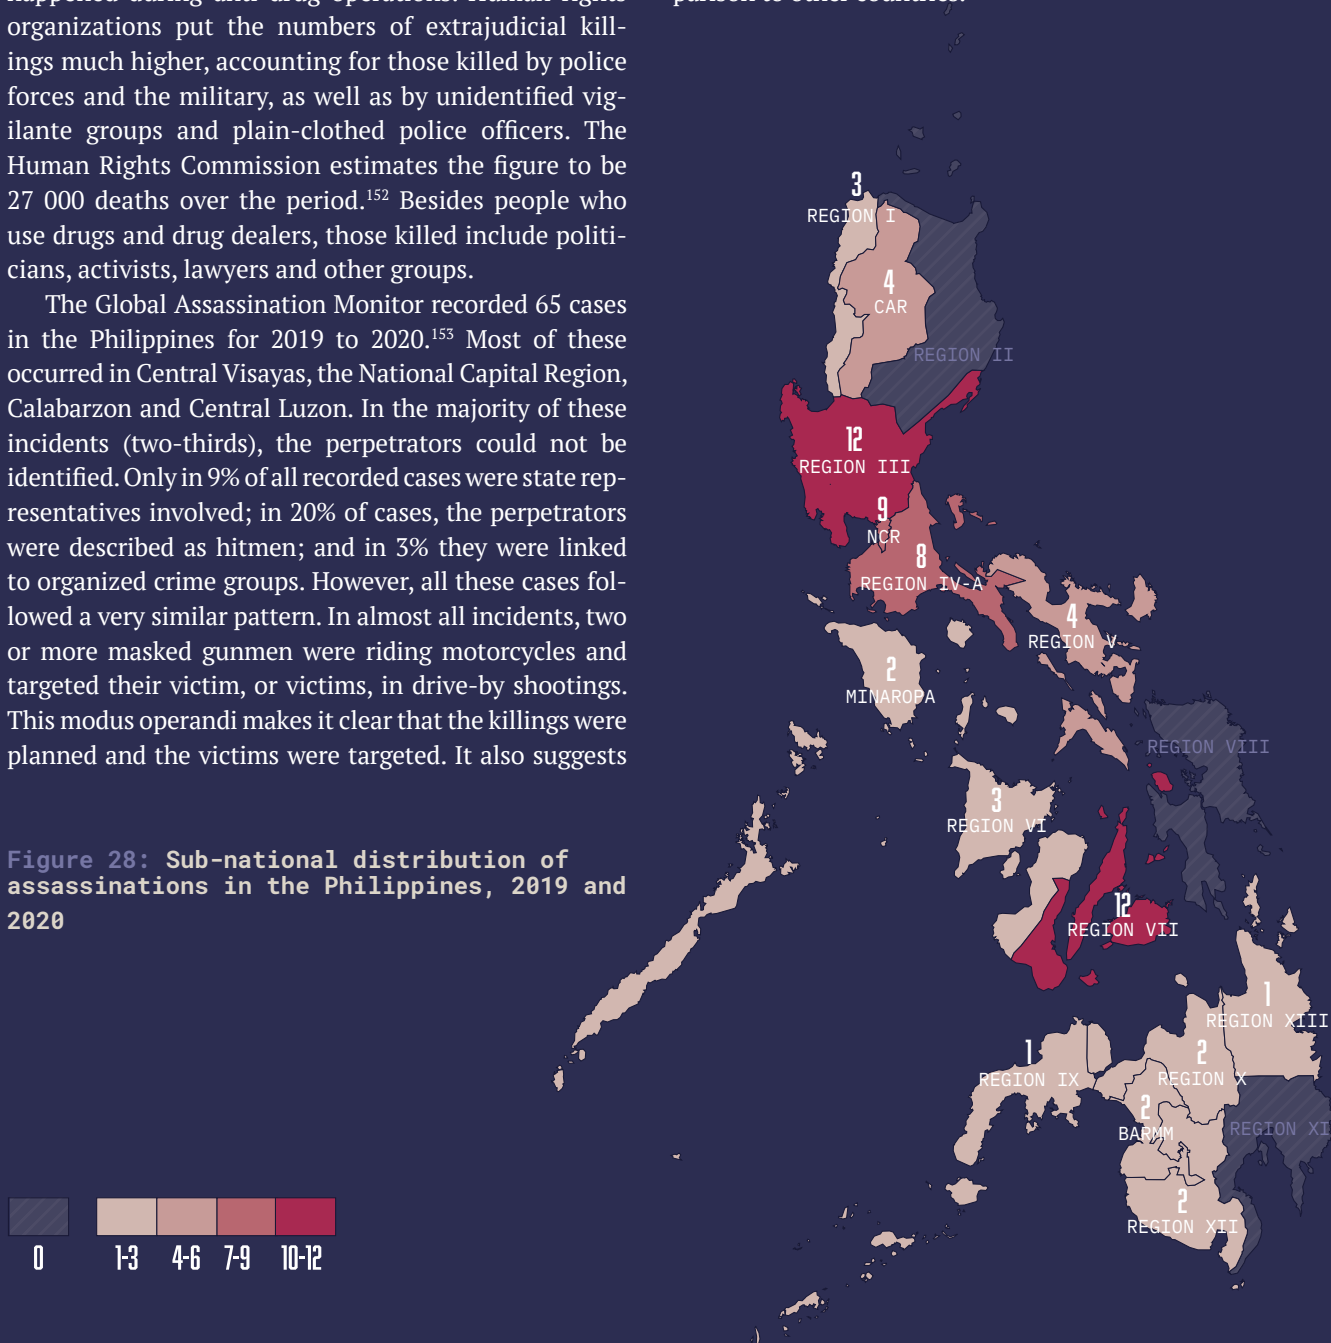 happened during anti-drug operations. Human rights
organizations put the numbers of extrajudicial kill-
ings much higher, accounting for those killed by police
forces and the military, as well as by unidentified vig-
ilante groups and plain-clothed police officers. The
Human Rights Commission estimates the figure to be
27 000 deaths over the period.152 Besides people who
use drugs and drug dealers, those killed include politi-
cians, activists, lawyers and other groups.
The Global Assassination Monitor recorded 65 cases
in the Philippines for 2019 to 2020.153 Most of these
occurred in Central Visayas, the National Capital Region,
Calabarzon and Central Luzon. In the majority of these
incidents (two-thirds), the perpetrators could not be
identified. Only in 9% of all recorded cases were state rep-
resentatives involved; in 20% of cases, the perpetrators
were described as hitmen; and in 3% they were linked
to organized crime groups. However, all these cases fol-
lowed a very similar pattern. In almost all incidents, two
or more masked gunmen were riding motorcycles and
targeted their victim, or victims, in drive-by shootings.
This modus operandi makes it clear that the killings were
planned and the victims were targeted. It also suggests
parison to other countries.
Figure 28: Sub-national distribution of
assassinations in the Philippines, 2019 and
2020
3
REGION I
4
CAR
REGION II
12
REGION III
9
NCR
8
REGION IV-A
4
REGION V
2
MINAROPA
REGION VIII
3
REGION VI
12
REGION VII
1
REGION XIII
1
REGION IX
2
REGION X
2
BARMM
REGION XI
2
REGION XII
0
1-3
4-6
7-9
10-12